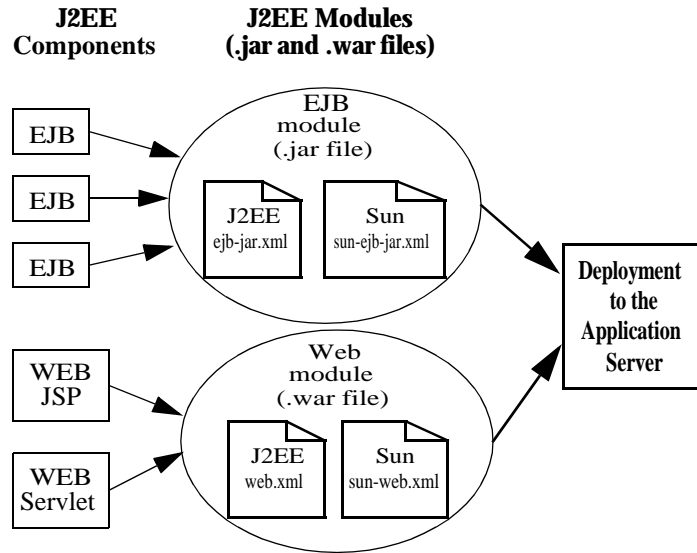 J2EE
Components
J2EE Modules
(.jar and .war files)
EJB
EJB
EJB
EJB
module
(.jar file)
J2EE
ejb-jar.xml
Sun
sun-ejb-jar.xml
WEB
JSP
WEB
Servlet
Web
module
(.war file)
J2EE
web.xml
Sun
sun-web.xml
Deployment
to the
Application
Server